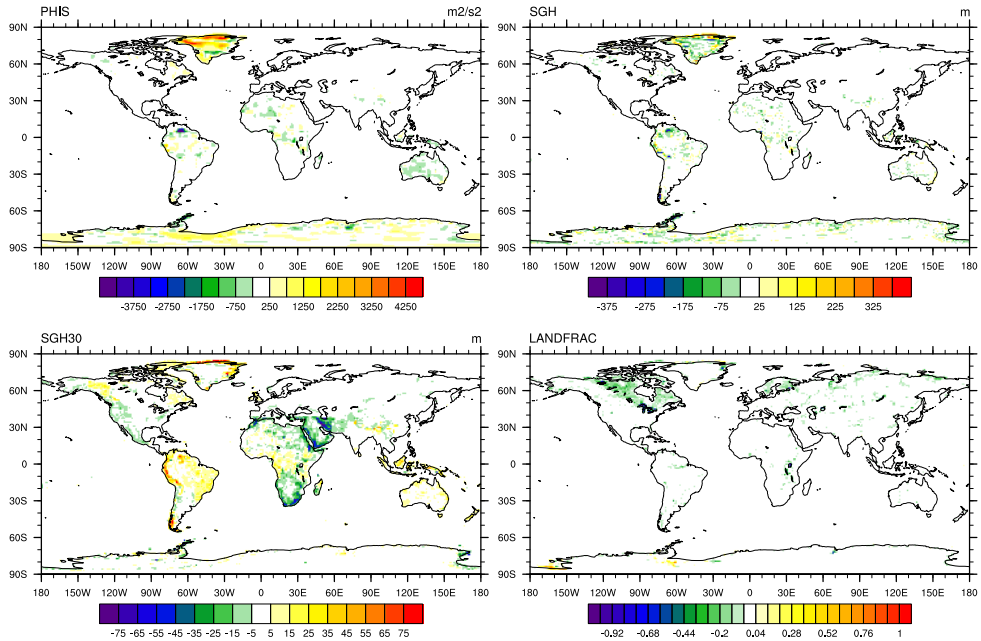 PHIS m2/s2
90N
60N
30N
0
30S
60S
90S
180 150W 120W 90W 60W 30W 0 30E 60E 90E 120E 150E 180
-3750 -2750 -1750 -750 250 1250 2250 3250 4250
SGH m
90N
60N
30N
0
30S
60S
90S
180 150W 120W 90W 60W 30W 0 30E 60E 90E 120E 150E 180
-375 -275 -175 -75 25 125 225 325
SGH30 m
90N
60N
30N
0
30S
60S
90S
180 150W 120W 90W 60W 30W 0 30E 60E 90E 120E 150E 180
-75 -65 -55 -45 -35 -25 -15 -5 5 15 25 35 45 55 65 75
LANDFRAC
90N
60N
30N
0
30S
60S
90S
180 150W 120W 90W 60W 30W 0 30E 60E 90E 120E 150E 180
-0.92 -0.68 -0.44 -0.2 0.04 0.28 0.52 0.76 1